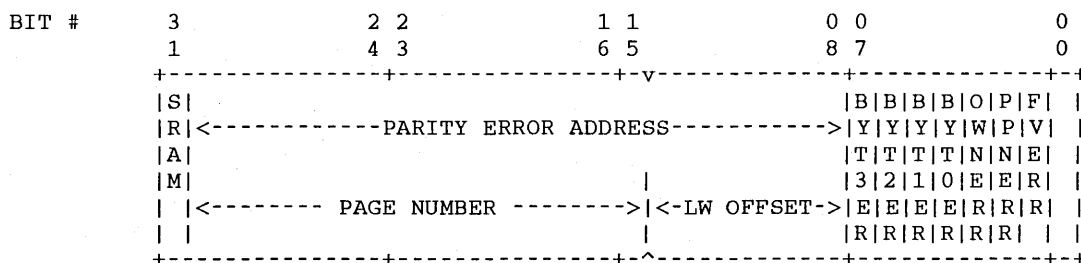 BIT # 3 2 2 1 1 0 0 0
1 4 3 6 5 8 7 0
+---------------+---------------+-v-------------+-------------+-+
|S| |B|B|B|B|O|P|F| |
|R|<------------PARITY ERROR ADDRESS----------->|Y|Y|Y|Y|W|P|V| |
|A| |T|T|T|T|N|N|E| |
|M| | |3|2|1|0|E|E|R| |
| |<-------- PAGE NUMBER -------->|<-LW OFFSET->|E|E|E|E|R|R|R| |
| | | |R|R|R|R|R|R| | |
+---------------+---------------+-^-------------+-------------+-+